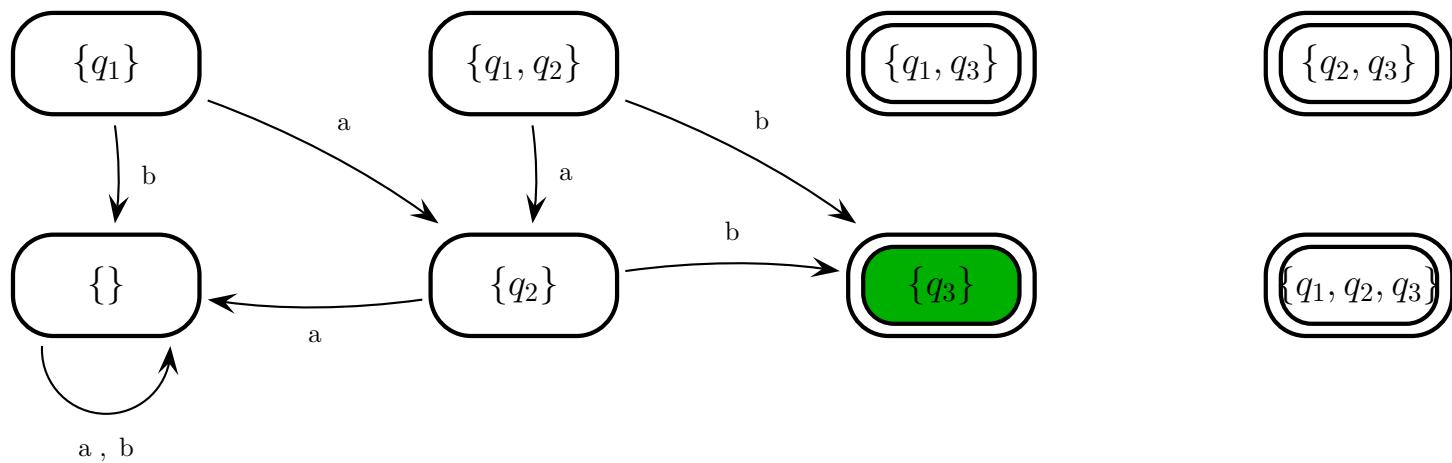 {q₁} {q₁, q₂} {q₁, q₃} {q₂, q₃}
a b
b a
b
{} {q₂} {q₃} {q₁, q₂, q₃}
a
a , b